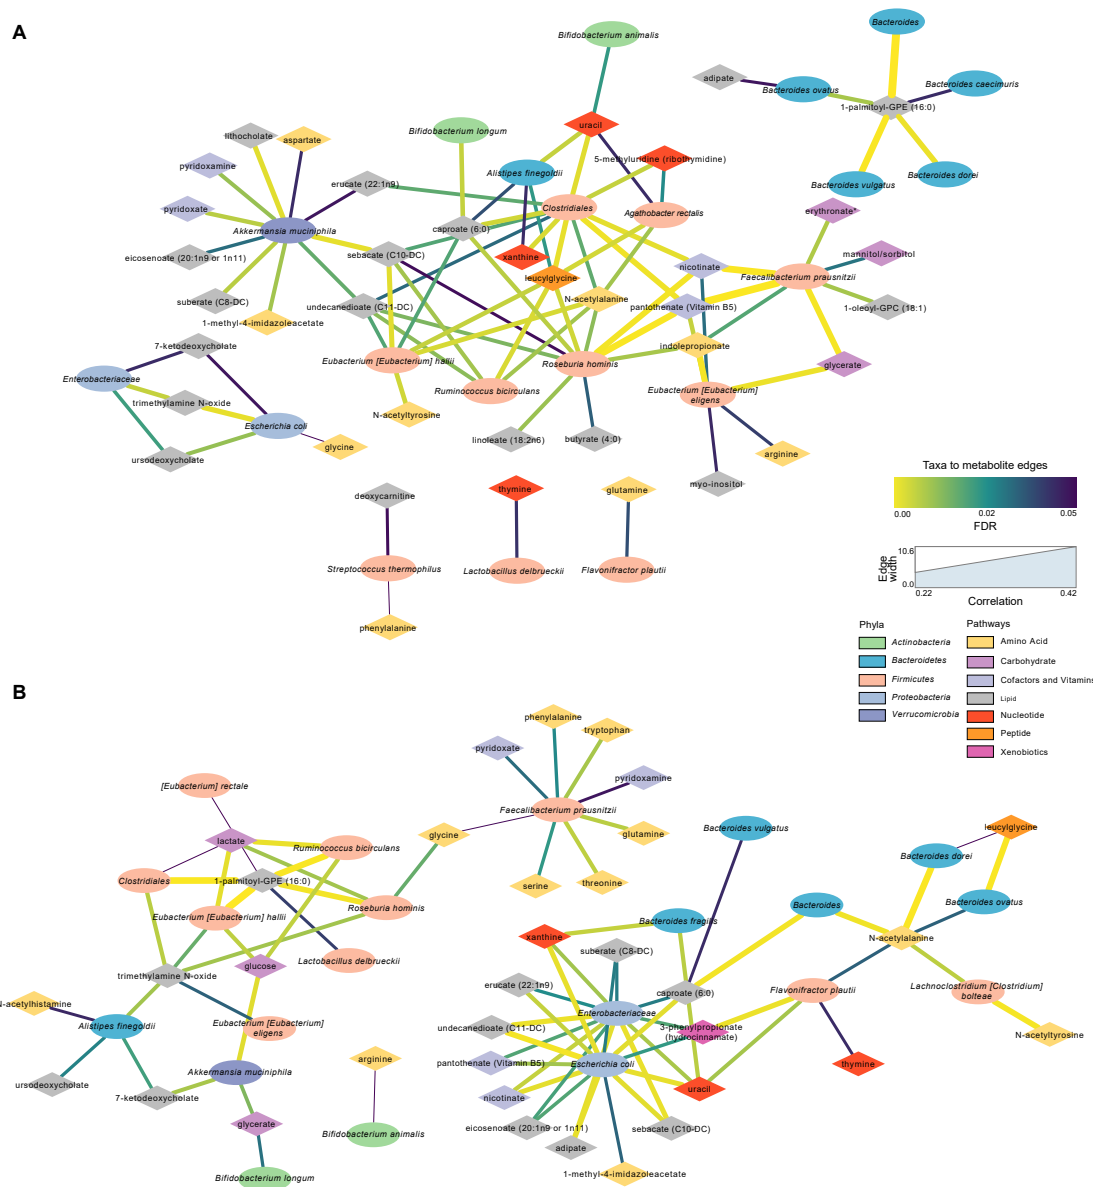 A
Bifidobacterium animalis
Bacteroides
adipate
Bacteroides ovatus
Bacteroides caecimuris
1-palmitoyl-GPE (16:0)
lithocholate
aspartate
Bifidobacterium longum
uracil
5-methyluridine (ribothymidine)
pyridoxamine
erucate (22:1n9)
Alistipes finegoldii
Bacteroides vulgatus
Bacteroides dorei
pyridoxate
Clostridiales
Agathobacter rectalis
erythronate*
Akkermansia muciniphila
caproate (6:0)
eicosenoate (20:1n9 or 1n11)
sebacate (C10-DC)
xanthine
nicotinate
mannitol/sorbitol
leucylglycine
Faecalibacterium prausnitzii
suberate (C8-DC)
undecanedioate (C11-DC)
N-acetylalanine
pantothenate (Vitamin B5)
1-oleoyl-GPC (18:1)
1-methyl-4-imidazoleacetate
7-ketodeoxycholate
indolepropionate
Eubacterium [Eubacterium] hallii
Roseburia hominis
glycerate
Enterobacteriaceae
Ruminococcus bicirculans
Eubacterium [Eubacterium]
eligens
trimethylamine N-oxide
N-acetyltyrosine
Escherichia coli
glycine
linoleate (18:2n6)
butyrate (4:0)
arginine
ursodeoxycholate
myo-inositol
deoxycarnitine
thymine
glutamine
Streptococcus thermophilus
Lactobacillus delbrueckii
Flavonifractor plautii
phenylalanine
Taxa to metabolite edges
0.00
0.02
0.05
FDR
10.6
Edge
width
0.0
0.22
0.42
Correlation
Phyla
Pathways
Actinobacteria
Amino Acid
Bacteroidetes
Carbohydrate
Firmicutes
Cofactors and Vitamins
Proteobacteria
Lipid
Verrucomicrobia
Nucleotide
Peptide
Xenobiotics
B
phenylalanine
tryptophan
pyridoxate
pyridoxamine
[Eubacterium] rectale
Faecalibacterium prausnitzii
lactate
glycine
glutamine
Bacteroides vulgatus
leucylglycine
Ruminococcus bicirculans
Bacteroides dorei
Clostridiales
1-palmitoyl-GPE (16:0)
serine
threonine
Eubacterium [Eubacterium] hallii
Roseburia hominis
Bacteroides
Bacteroides ovatus
Bacteroides fragilis
xanthine
N-acetylalanine
suberate (C8-DC)
Lactobacillus delbrueckii
glucose
trimethylamine N-oxide
erucate (22:1n9)
caproate (6:0)
Flavonifractor plautii
Lachnoclostridium [Clostridium]
bolteae
N-acetylhistamine
Alistipes finegoldii
Eubacterium [Eubacterium]
eligens
Enterobacteriaceae
undecanedioate (C11-DC)
3-phenylpropionate
(hydrocinnamate)
N-acetyltyrosine
arginine
pantothenate (Vitamin B5)
Escherichia coli
thymine
Akkermansia muciniphila
ursodeoxycholate
7-ketodeoxycholate
nicotinate
uracil
glycerate
Bifidobacterium animalis
eicosenoate (20:1n9 or 1n11)
sebacate (C10-DC)
adipate
1-methyl-4-imidazoleacetate
Bifidobacterium longum